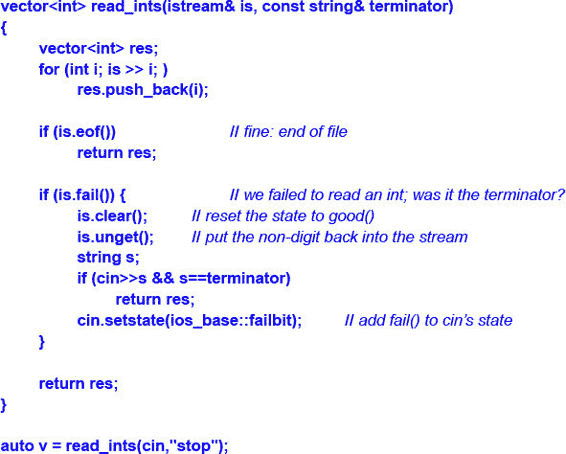 vector<int> read_ints(istream& is, const string& terminator)
{
vector<int> res;
for (int i; is >> i; )
res.push_back(i);
if (is.eof()) // fine: end of file
return res;
if (is.fail()) { // we failed to read an int; was it the terminator?
is.clear(); // reset the state to good()
is.unget(); // put the non-digit back into the stream
string s;
if (cin>>s && s==terminator)
return res;
cin.setstate(ios_base::failbit); // add fail() to cin’s state
}
return res;
}
auto v = read_ints(cin,"stop");